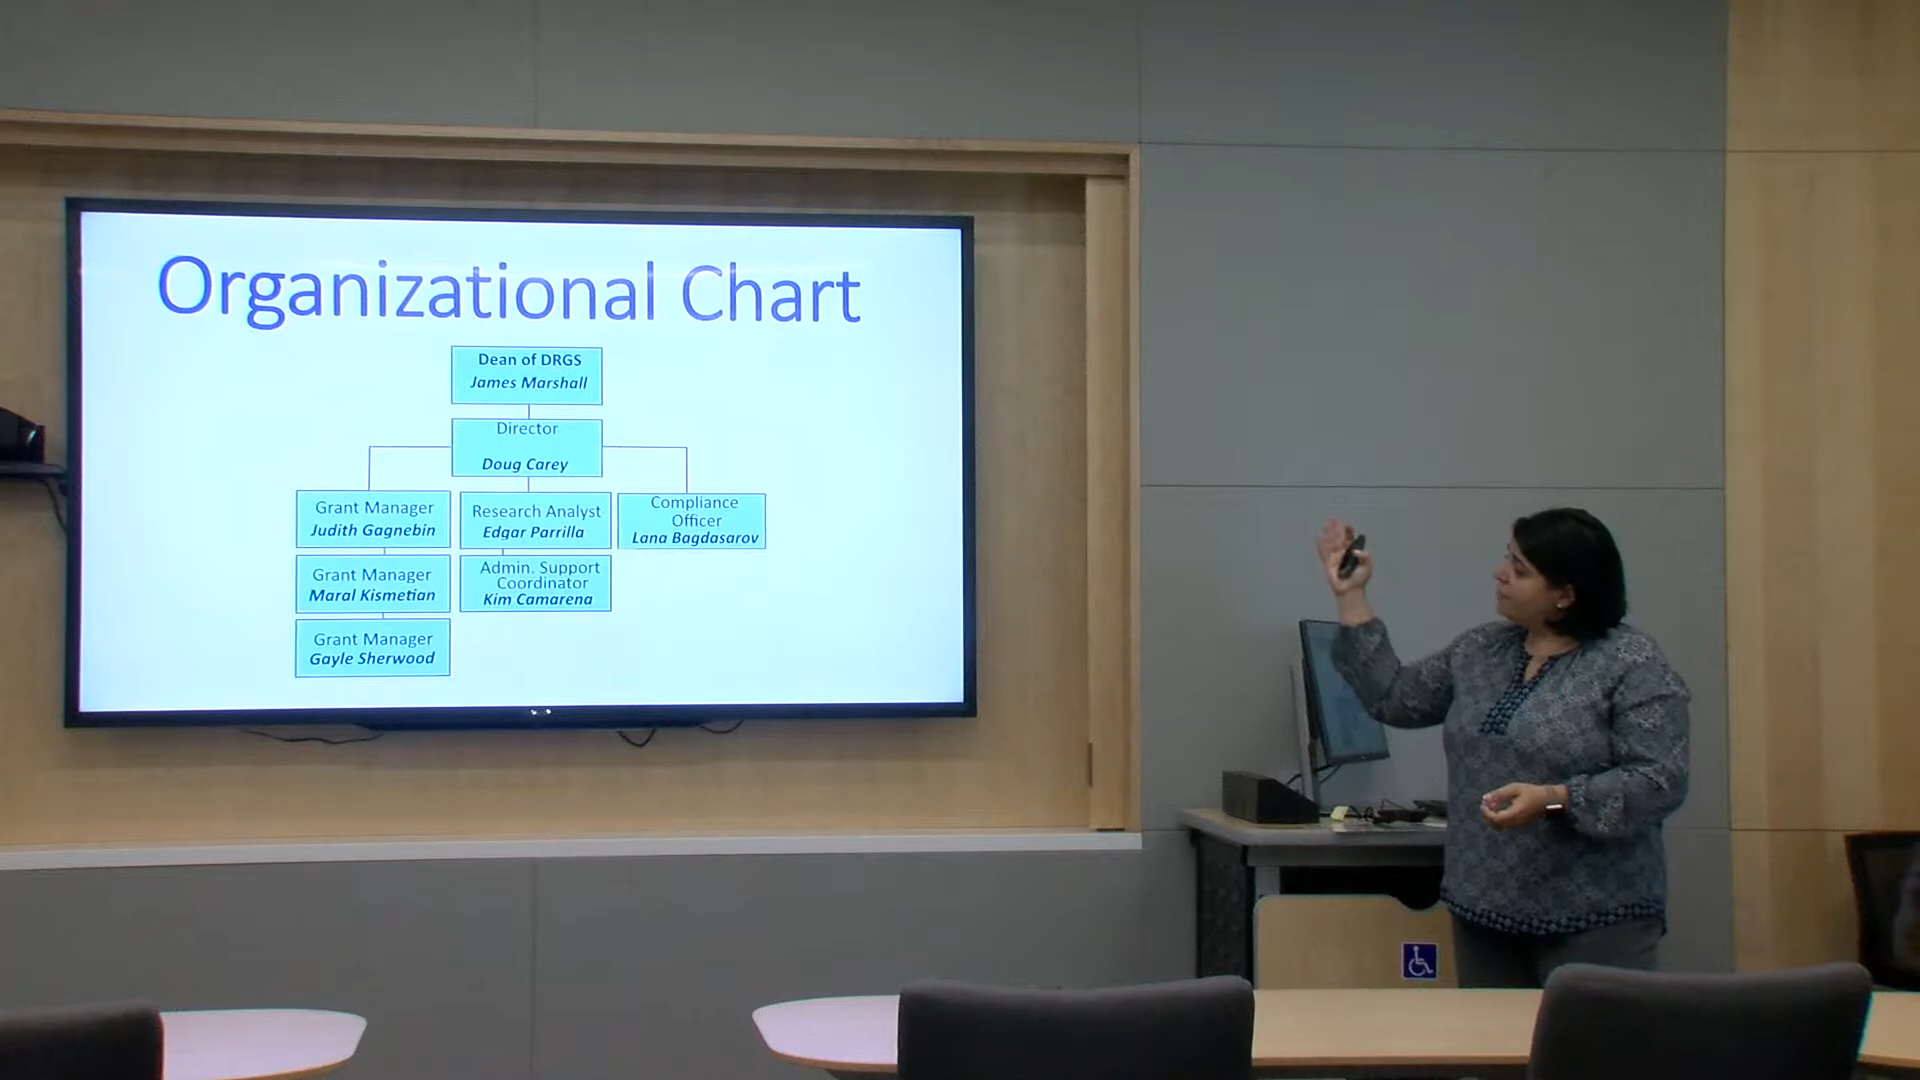 Organizational Chart
Dean of DRGS
James Marshall
Director
Doug Carey
Grant Manager
Judith Gagnebin
Research Analyst
Edgar Parrilla
Compliance
Officer
Lana Bagdasarov
Grant Manager
Maral Kismetian
Admin. Support
Coordinator
Kim Camarena
Grant Manager
Gayle Sherwood